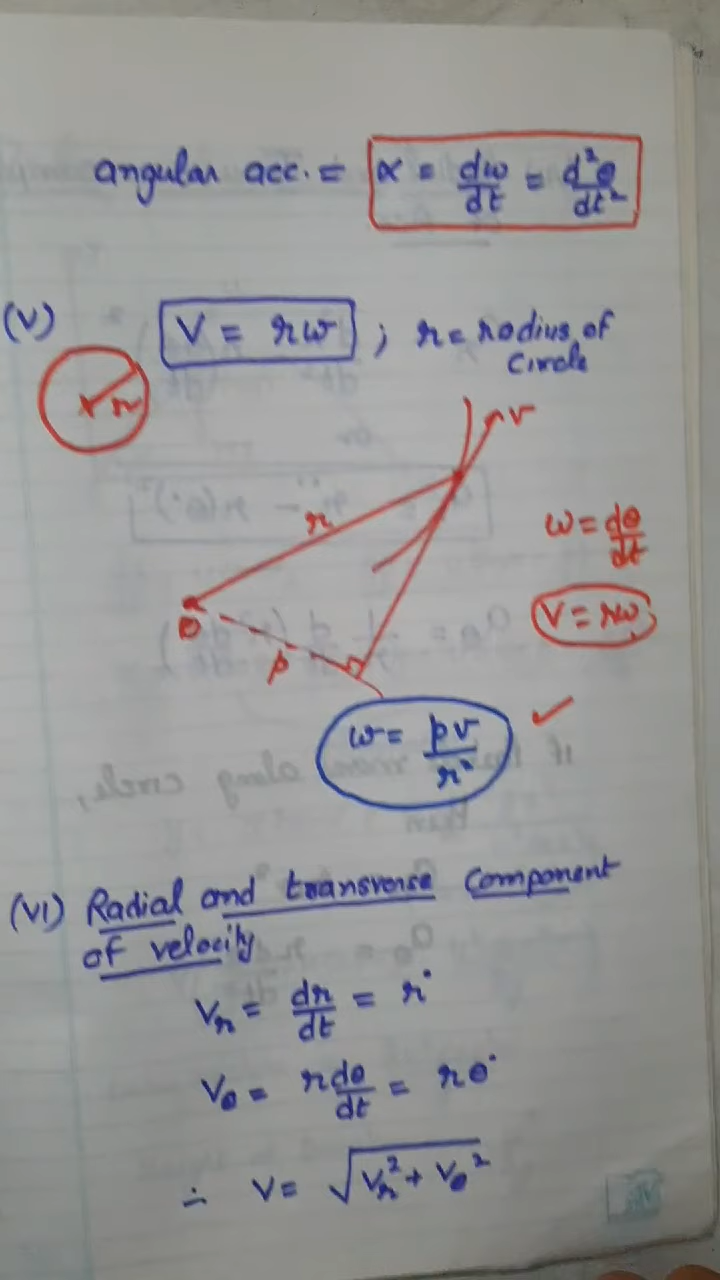 angular acc. = α = dω/dt = d²θ/dt²
(V) V = rω ; r = radius of
circle
r
v
r
ω = dθ/dt
V = rω
O
p
ω = pv/r²
(VI) Radial and transverse component
of velocity
Vr = dr/dt = r˙
Vθ = rdθ/dt = rθ˙
∴ V = √(Vr² + Vθ²)